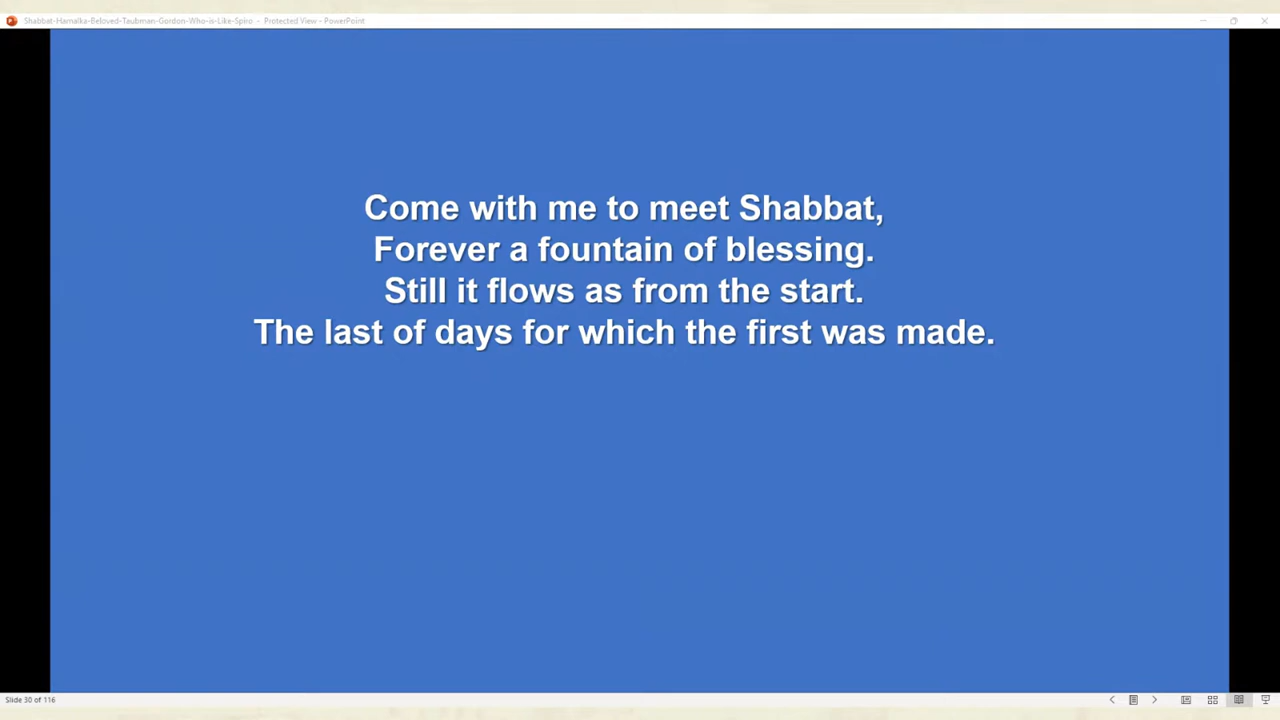 Shabbat-Hamalka-Beloved-Taubman-Gordon-Who-is-Like-Spiro - Protected View - PowerPoint
Come with me to meet Shabbat,
Forever a fountain of blessing.
Still it flows as from the start.
The last of days for which the first was made.
Slide 30 of 116